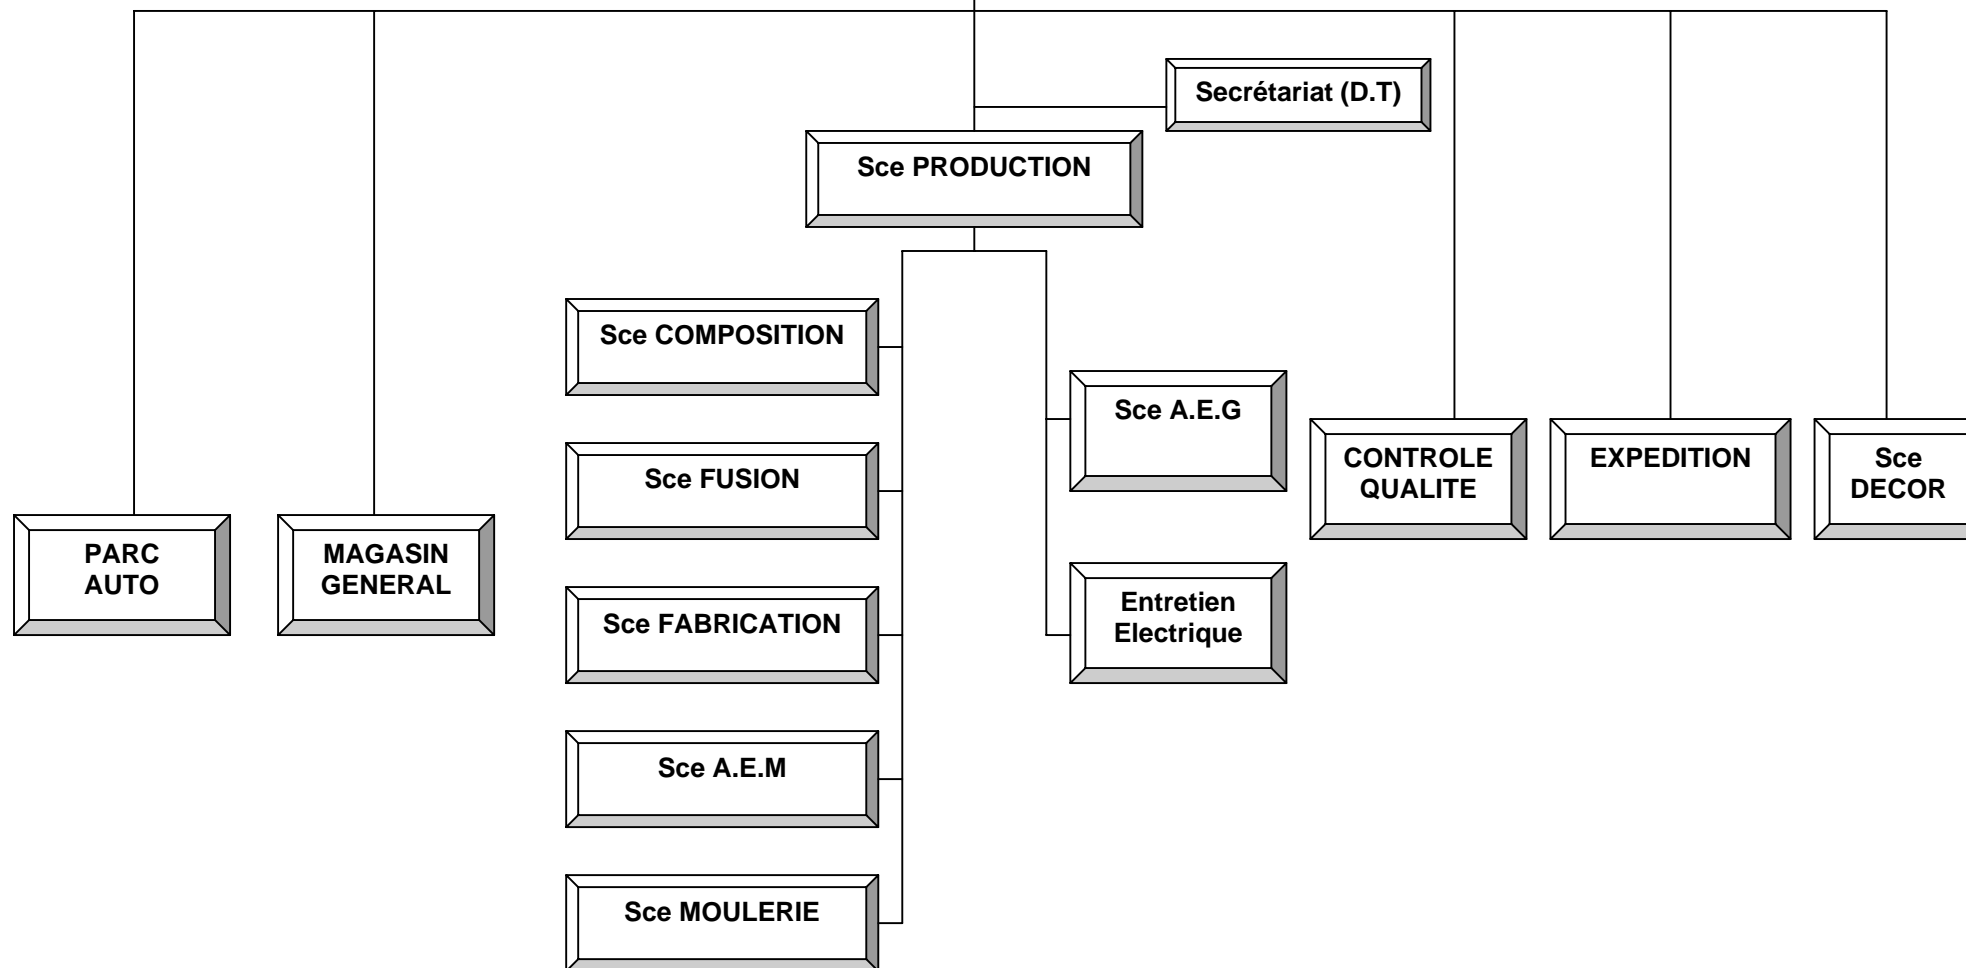 Secrétariat (D.T)
Sce PRODUCTION
Sce COMPOSITION
Sce A.E.G
CONTROLE
QUALITE
EXPEDITION
Sce
DECOR
Sce FUSION
PARC
AUTO
MAGASIN
GENERAL
Sce FABRICATION
Entretien
Electrique
Sce A.E.M
Sce MOULERIE